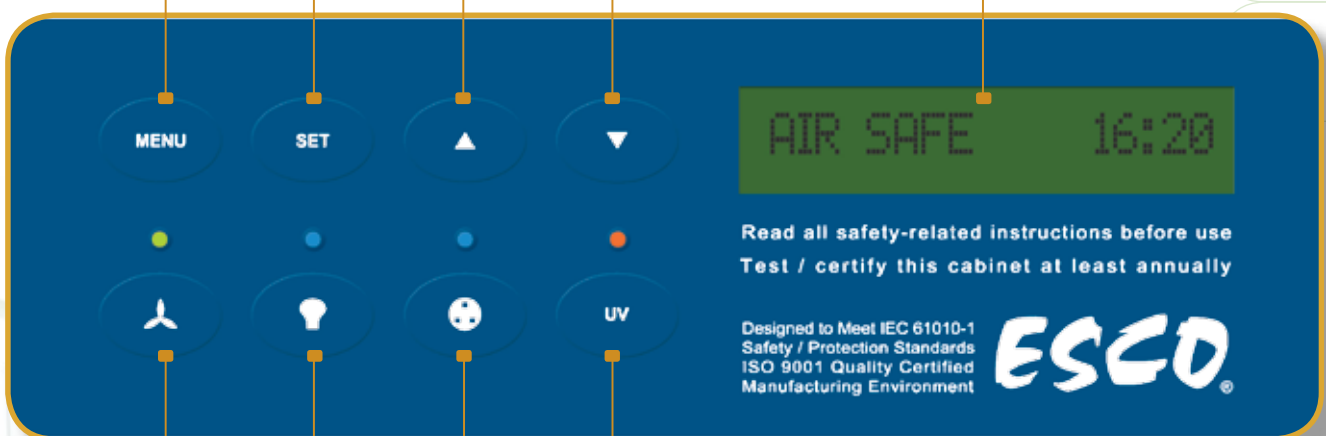 MENU
SET
AIR SAFE 16:20
Read all safety-related instructions before use
Test / certify this cabinet at least annually
UV
Designed to Meet IEC 61010-1
Safety / Protection Standards
ISO 9001 Quality Certified
Manufacturing Environment
ESCO®